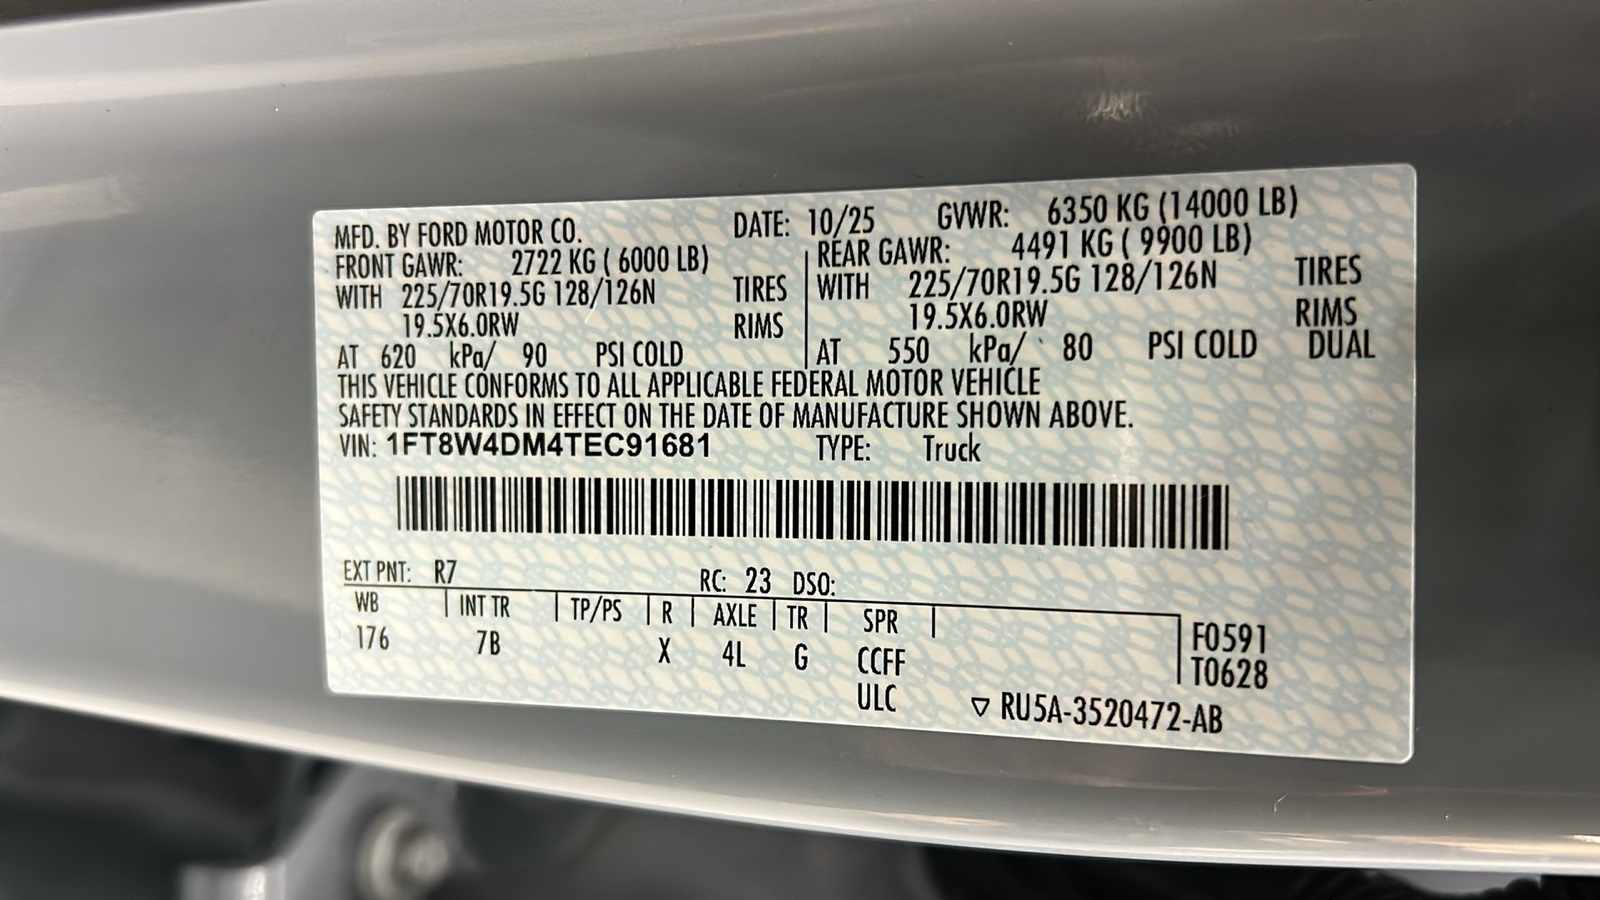 MFD. BY FORD MOTOR CO. DATE: 10/25 GVWR: 6350 KG (14000 LB)
FRONT GAWR: 2722 KG ( 6000 LB) REAR GAWR: 4491 KG ( 9900 LB)
WITH 225/70R19.5G 128/126N TIRES WITH 225/70R19.5G 128/126N TIRES
19.5X6.0RW RIMS 19.5X6.0RW RIMS
AT 620 kPa/ 90 PSI COLD AT 550 kPa/ 80 PSI COLD DUAL
THIS VEHICLE CONFORMS TO ALL APPLICABLE FEDERAL MOTOR VEHICLE
SAFETY STANDARDS IN EFFECT ON THE DATE OF MANUFACTURE SHOWN ABOVE.
VIN: 1FT8W4DM4TEC91681 TYPE: Truck
EXT PNT: R7 RC: 23 DSO:
WB INT TR TP/PS R AXLE TR SPR F0591
176 7B X 4L G CCFF T0628
ULC ▽ RU5A-3520472-AB